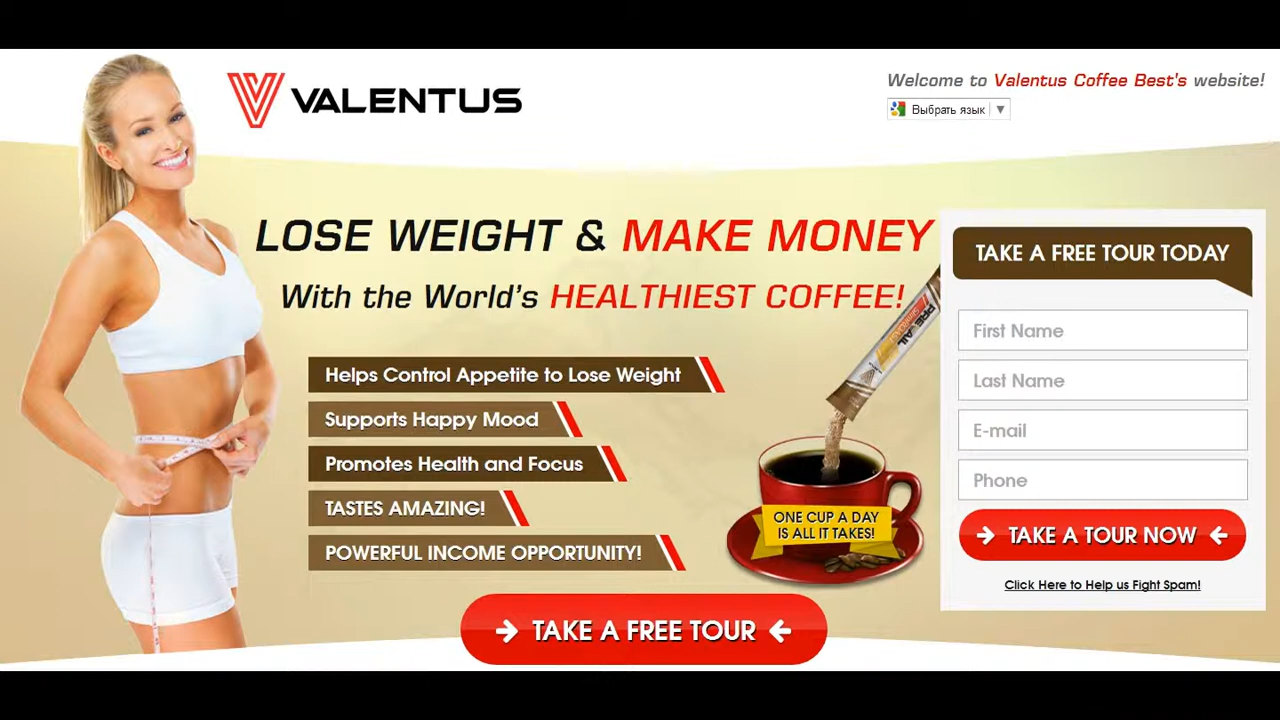 VALENTUS
Welcome to Valentus Coffee Best's website!
Выбрать язык
LOSE WEIGHT & MAKE MONEY
With the World's HEALTHIEST COFFEE!
Helps Control Appetite to Lose Weight
Supports Happy Mood
Promotes Health and Focus
TASTES AMAZING!
POWERFUL INCOME OPPORTUNITY!
ONE CUP A DAY
IS ALL IT TAKES!
TAKE A FREE TOUR
TAKE A FREE TOUR TODAY
First Name
Last Name
E-mail
Phone
TAKE A TOUR NOW
Click Here to Help us Fight Spam!